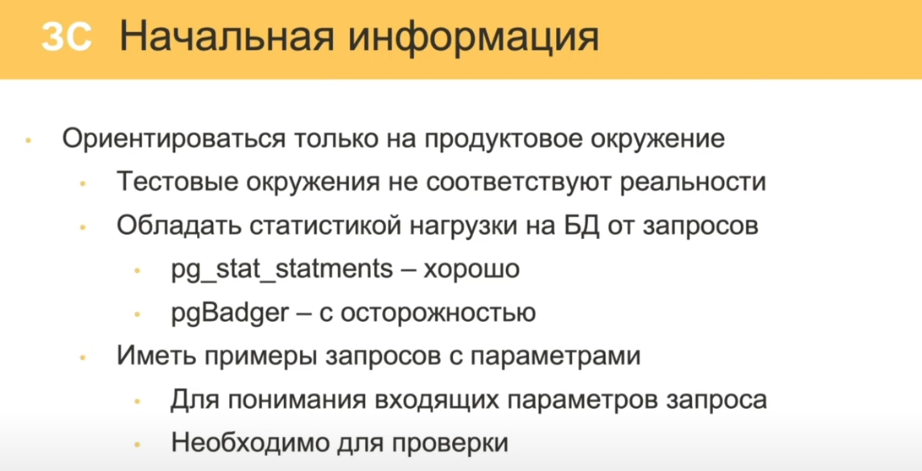 ЗС Начальная информация
Ориентироваться только на продуктовое окружение
Тестовые окружения не соответствуют реальности
Обладать статистикой нагрузки на БД от запросов
pg_stat_statments – хорошо
pgBadger – с осторожностью
Иметь примеры запросов с параметрами
Для понимания входящих параметров запроса
Необходимо для проверки